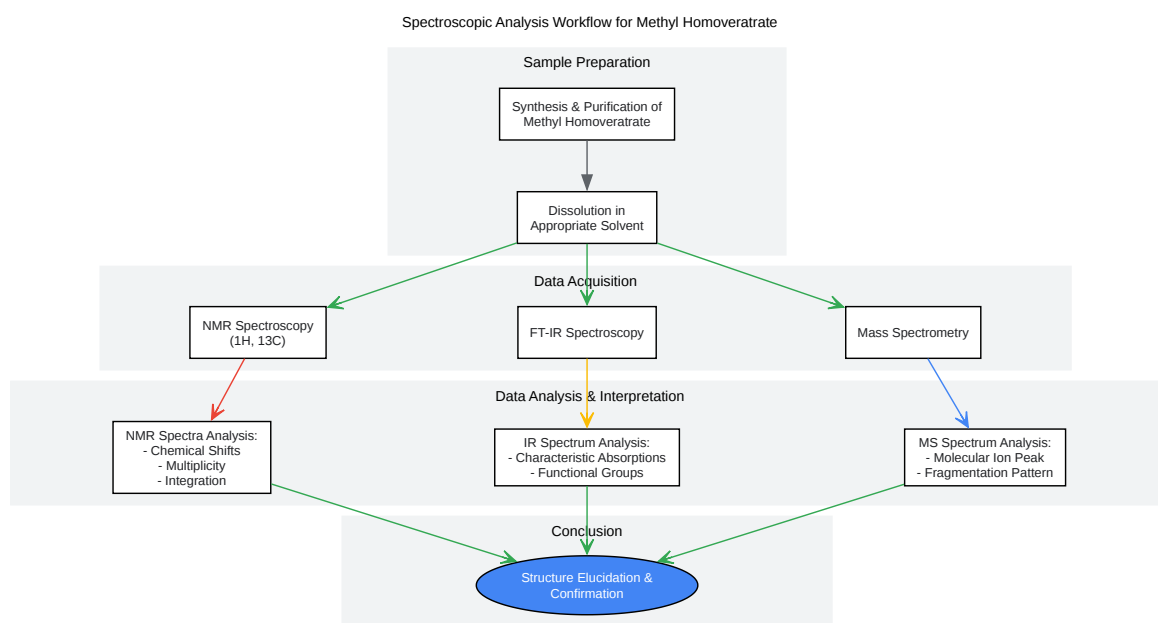 Spectroscopic Analysis Workflow for Methyl Homoveratrate
Sample Preparation
Synthesis & Purification of
Methyl Homoveratrate
Dissolution in
Appropriate Solvent
Data Acquisition
NMR Spectroscopy
(1H, 13C)
FT-IR Spectroscopy
Mass Spectrometry
Data Analysis & Interpretation
NMR Spectra Analysis:
- Chemical Shifts
- Multiplicity
- Integration
IR Spectrum Analysis:
- Characteristic Absorptions
- Functional Groups
MS Spectrum Analysis:
- Molecular Ion Peak
- Fragmentation Pattern
Conclusion
Structure Elucidation &
Confirmation